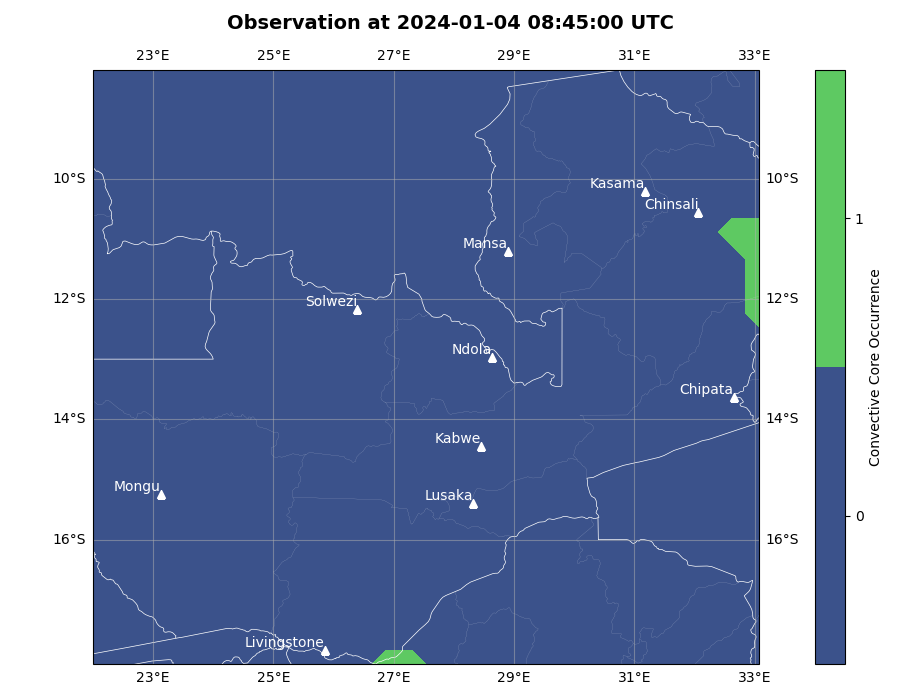 Observation at 2024-01-04 08:45:00 UTC
23°E 25°E 27°E 29°E 31°E 33°E
10°S 10°S
12°S 12°S
14°S 14°S
16°S 16°S
Kasama
Chinsali
Mansa
Solwezi
Ndola
Chipata
Kabwe
Mongu
Lusaka
Livingstone
23°E 25°E 27°E 29°E 31°E 33°E
1
0
Convective Core Occurrence